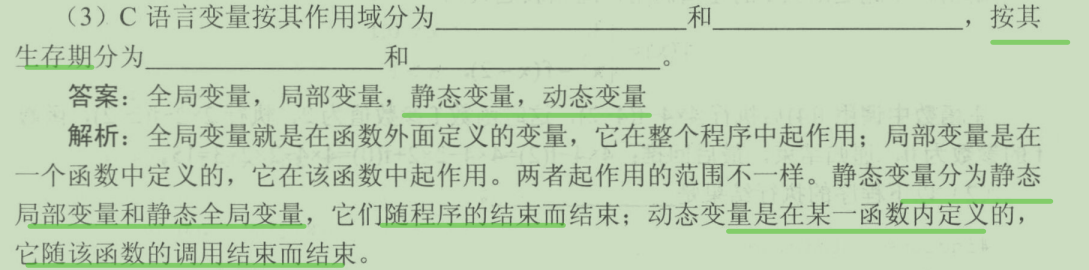 （3）C 语言变量按其作用域分为____________________和____________________，按其
生存期分为____________________和____________________。
答案：全局变量，局部变量，静态变量，动态变量
解析：全局变量就是在函数外面定义的变量，它在整个程序中起作用；局部变量是在
一个函数中定义的，它在该函数中起作用。两者起作用的范围不一样。静态变量分为静态
局部变量和静态全局变量，它们随程序的结束而结束；动态变量是在某一函数内定义的，
它随该函数的调用结束而结束。